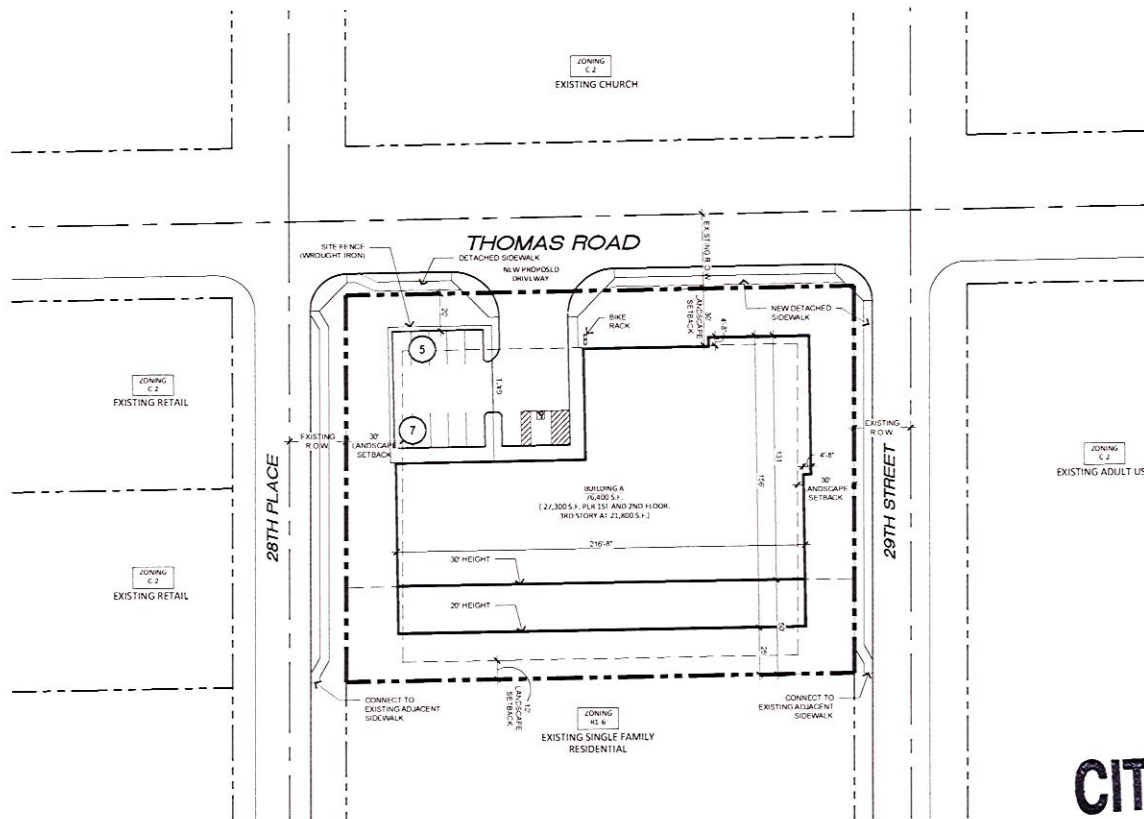 ZONING
C 2
EXISTING CHURCH
THOMAS ROAD
SITE FENCE
(WROUGHT IRON)
DETACHED SIDEWALK
NEW PROPOSED
DRIVEWAY
EXISTING R.O.W.
30'
LANDSCAPE
SETBACK
4'-8"
NEW DETACHED
SIDEWALK
BIKE
RACK
20'
5
7
ZONING
C 2
EXISTING RETAIL
EXISTING
R.O.W.
30'
LANDSCAPE
SETBACK
28TH PLACE
EXISTING
R.O.W.
4'-8"
30'
LANDSCAPE
SETBACK
29TH STREET
ZONING
C 2
EXISTING ADULT US
BUILDING A
76,400 S.F.
( 27,300 S.F. PER 1ST AND 2ND FLOOR.
3RD STORY AT 21,800 S.F.)
131'
156'
216'-8"
30' HEIGHT
20' HEIGHT
50'
25'
ZONING
C 2
EXISTING RETAIL
CONNECT TO
EXISTING ADJACENT
SIDEWALK
10'
LANDSCAPE
SETBACK
ZONING
R1-6
EXISTING SINGLE FAMILY
RESIDENTIAL
CONNECT TO
EXISTING ADJACENT
SIDEWALK
CIT